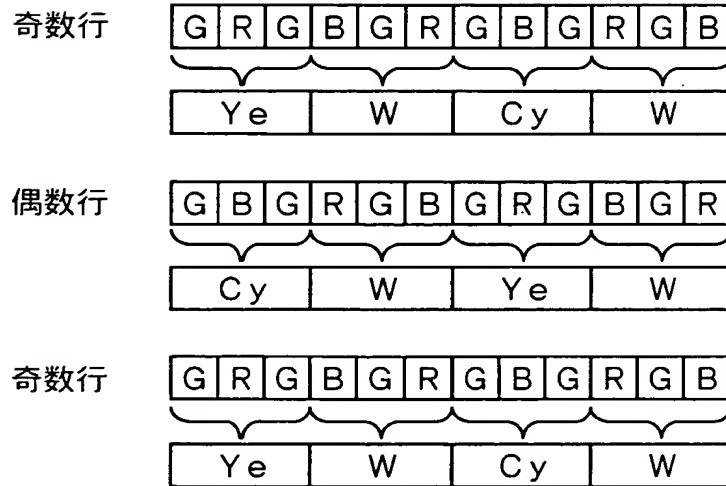 奇数行 G R G B G R G B G R G B
Ye W Cy W
偶数行 G B G R G B G R G B G R
Cy W Ye W
奇数行 G R G B G R G B G R G B
Ye W Cy W